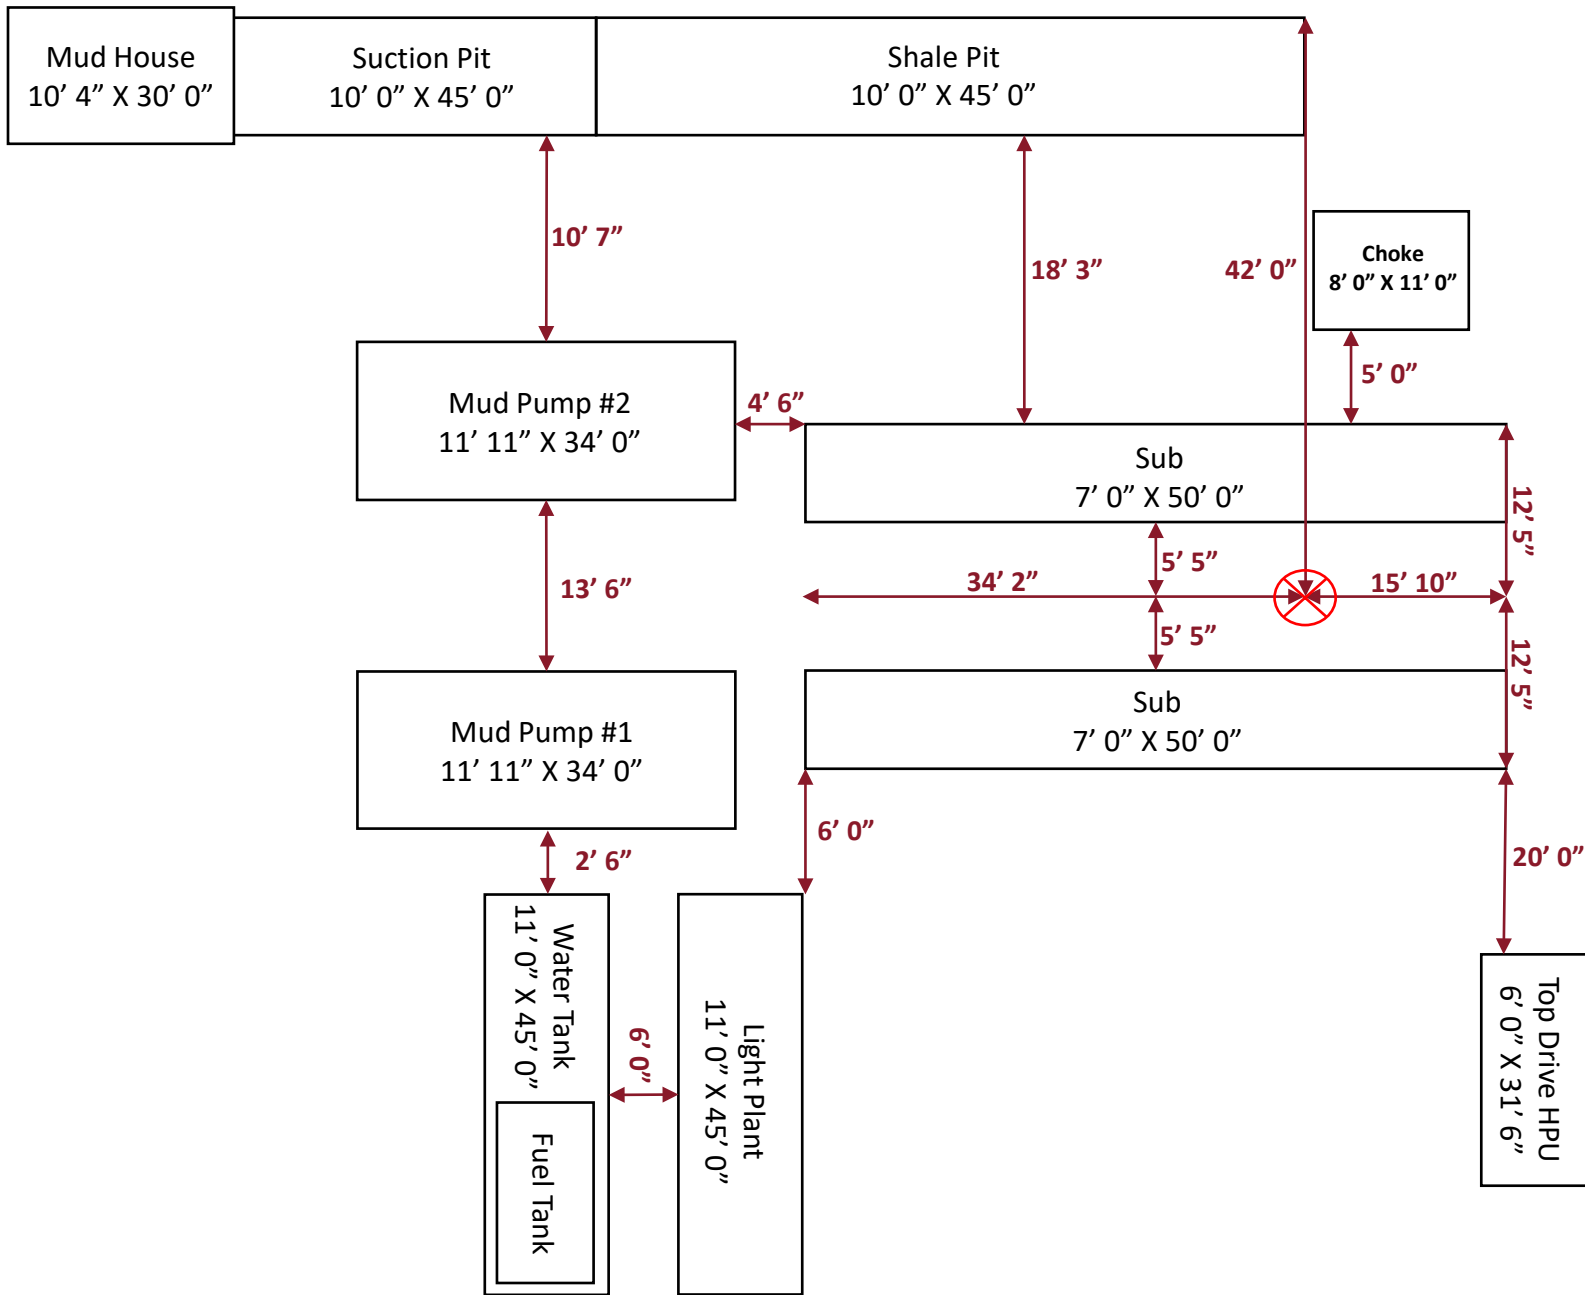 Mud House
10’ 4” X 30’ 0”
Suction Pit
10’ 0” X 45’ 0”
Shale Pit
10’ 0” X 45’ 0”
10’ 7”
18’ 3”
42’ 0”
Choke
8’ 0” X 11’ 0”
5’ 0”
Mud Pump #2
11’ 11” X 34’ 0”
4’ 6”
Sub
7’ 0” X 50’ 0”
12’ 5”
13’ 6”
5’ 5”
34’ 2”
15’ 10”
5’ 5”
12’ 5”
Mud Pump #1
11’ 11” X 34’ 0”
Sub
7’ 0” X 50’ 0”
2’ 6”
6’ 0”
20’ 0”
Water Tank
11’ 0” X 45’ 0”
Fuel Tank
6’ 0”
Light Plant
11’ 0” X 45’ 0”
Top Drive HPU
6’ 0” X 31’ 6”